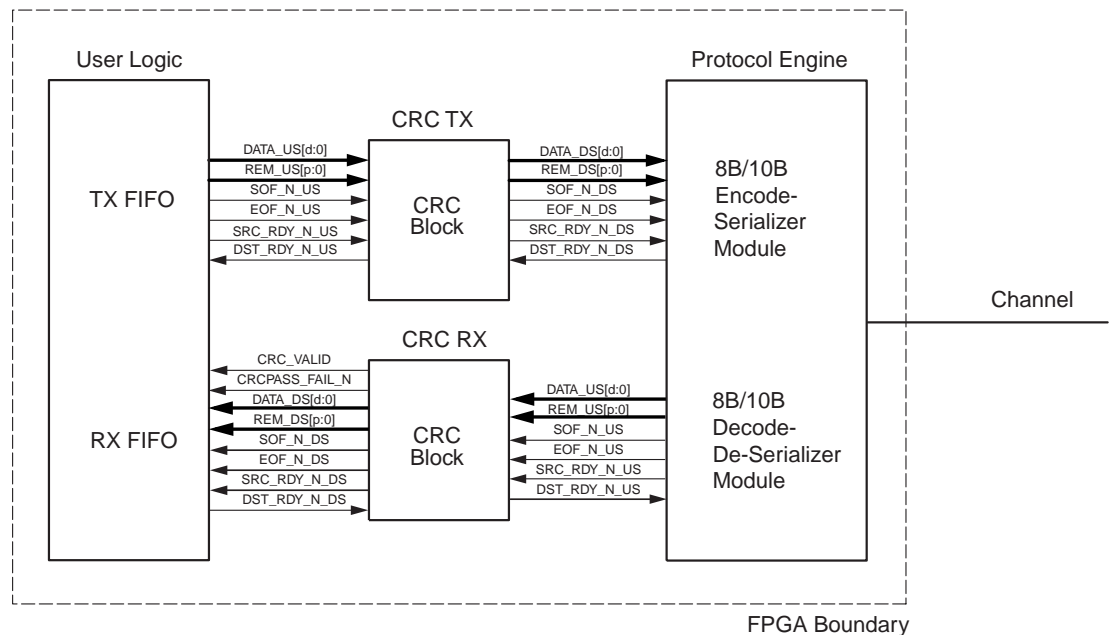 User Logic
Protocol Engine
CRC TX
DATA_US[d:0]
REM_US[p:0]
SOF_N_US
EOF_N_US
SRC_RDY_N_US
DST_RDY_N_US
TX FIFO
CRC
Block
DATA_DS[d:0]
REM_DS[p:0]
SOF_N_DS
EOF_N_DS
SRC_RDY_N_DS
DST_RDY_N_DS
8B/10B
Encode-
Serializer
Module
Channel
CRC RX
CRC_VALID
CRCPASS_FAIL_N
DATA_DS[d:0]
REM_DS[p:0]
SOF_N_DS
EOF_N_DS
SRC_RDY_N_DS
DST_RDY_N_DS
RX FIFO
CRC
Block
DATA_US[d:0]
REM_US[p:0]
SOF_N_US
EOF_N_US
SRC_RDY_N_US
DST_RDY_N_US
8B/10B
Decode-
De-Serializer
Module
FPGA Boundary